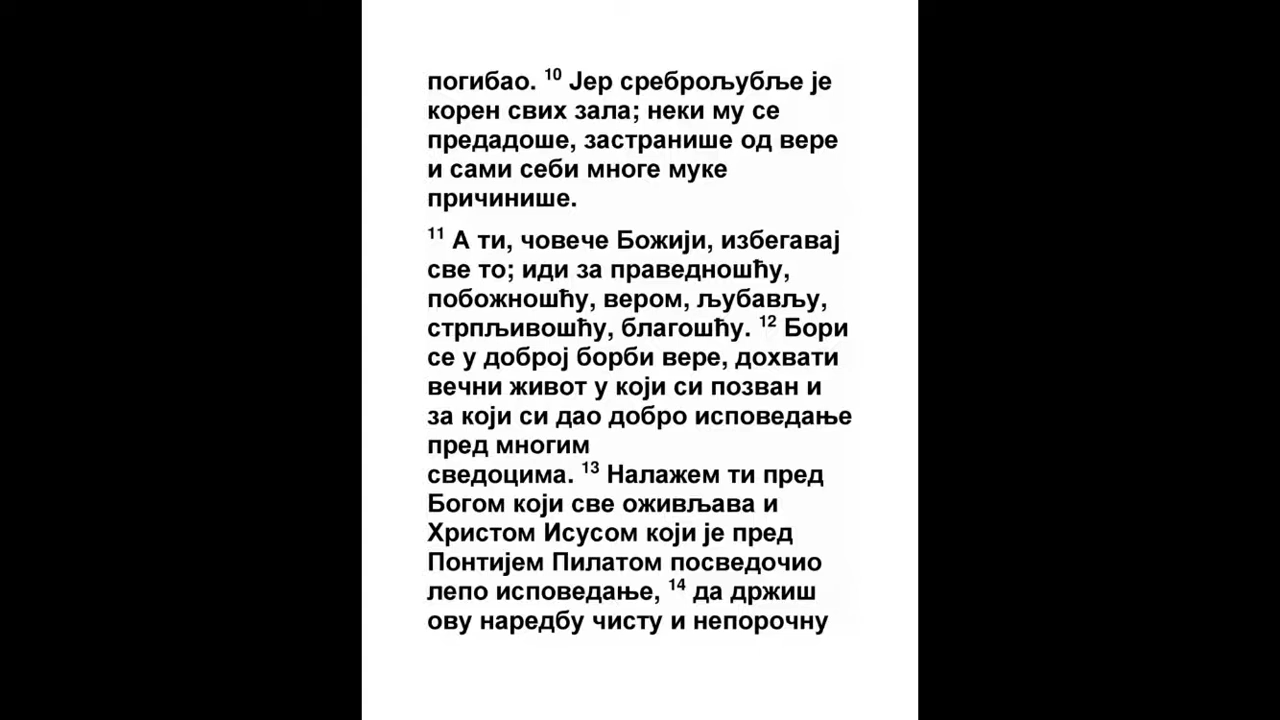 погибао. ¹⁰ Јер среброљубље је
корен свих зала; неки му се
предадоше, застранише од вере
и сами себи многе муке
причинише.
¹¹ А ти, човече Божији, избегавај
све то; иди за праведношћу,
побожношћу, вером, љубављу,
стрпљивошћу, благошћу. ¹² Бори
се у доброј борби вере, дохвати
вечни живот у који си позван и
за који си дао добро исповедање
пред многим
сведоцима. ¹³ Налажем ти пред
Богом који све оживљава и
Христом Исусом који је пред
Понтијем Пилатом посведочио
лепо исповедање, ¹⁴ да држиш
ову наредбу чисту и непорочну